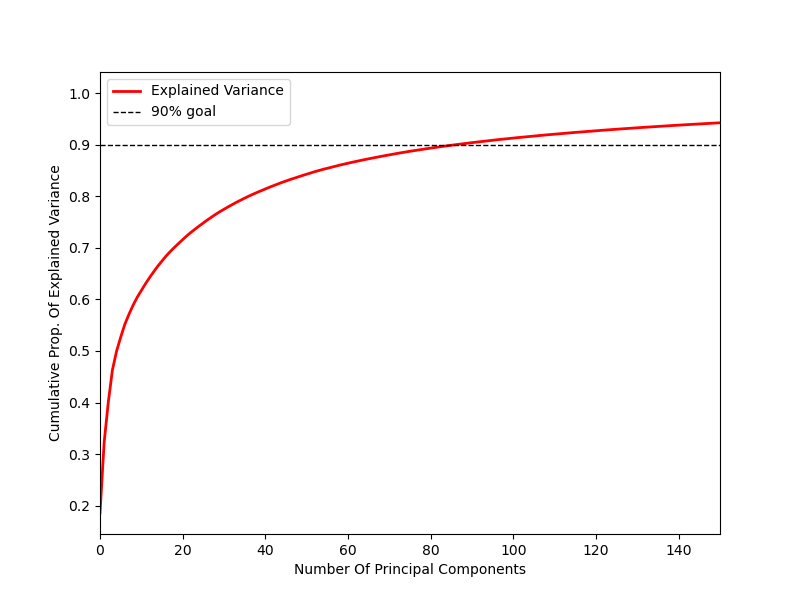 Explained Variance
90% goal
1.0
0.9
0.8
0.7
0.6
0.5
0.4
0.3
0.2
Cumulative Prop. Of Explained Variance
0 20 40 60 80 100 120 140
Number Of Principal Components